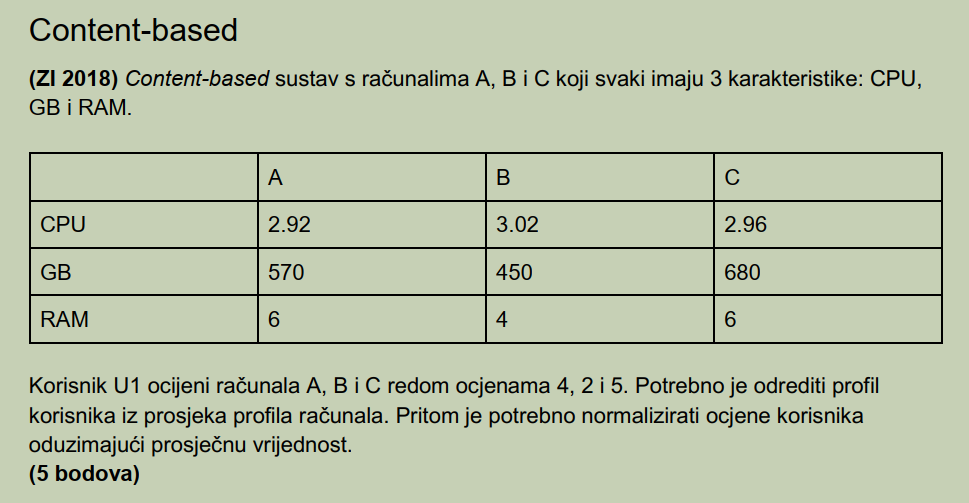 Content-based
(ZI 2018) Content-based sustav s računalima A, B i C koji svaki imaju 3 karakteristike: CPU,
GB i RAM.
A B C
CPU 2.92 3.02 2.96
GB 570 450 680
RAM 6 4 6
Korisnik U1 ocijeni računala A, B i C redom ocjenama 4, 2 i 5. Potrebno je odrediti profil
korisnika iz prosjeka profila računala. Pritom je potrebno normalizirati ocjene korisnika
oduzimajući prosječnu vrijednost.
(5 bodova)